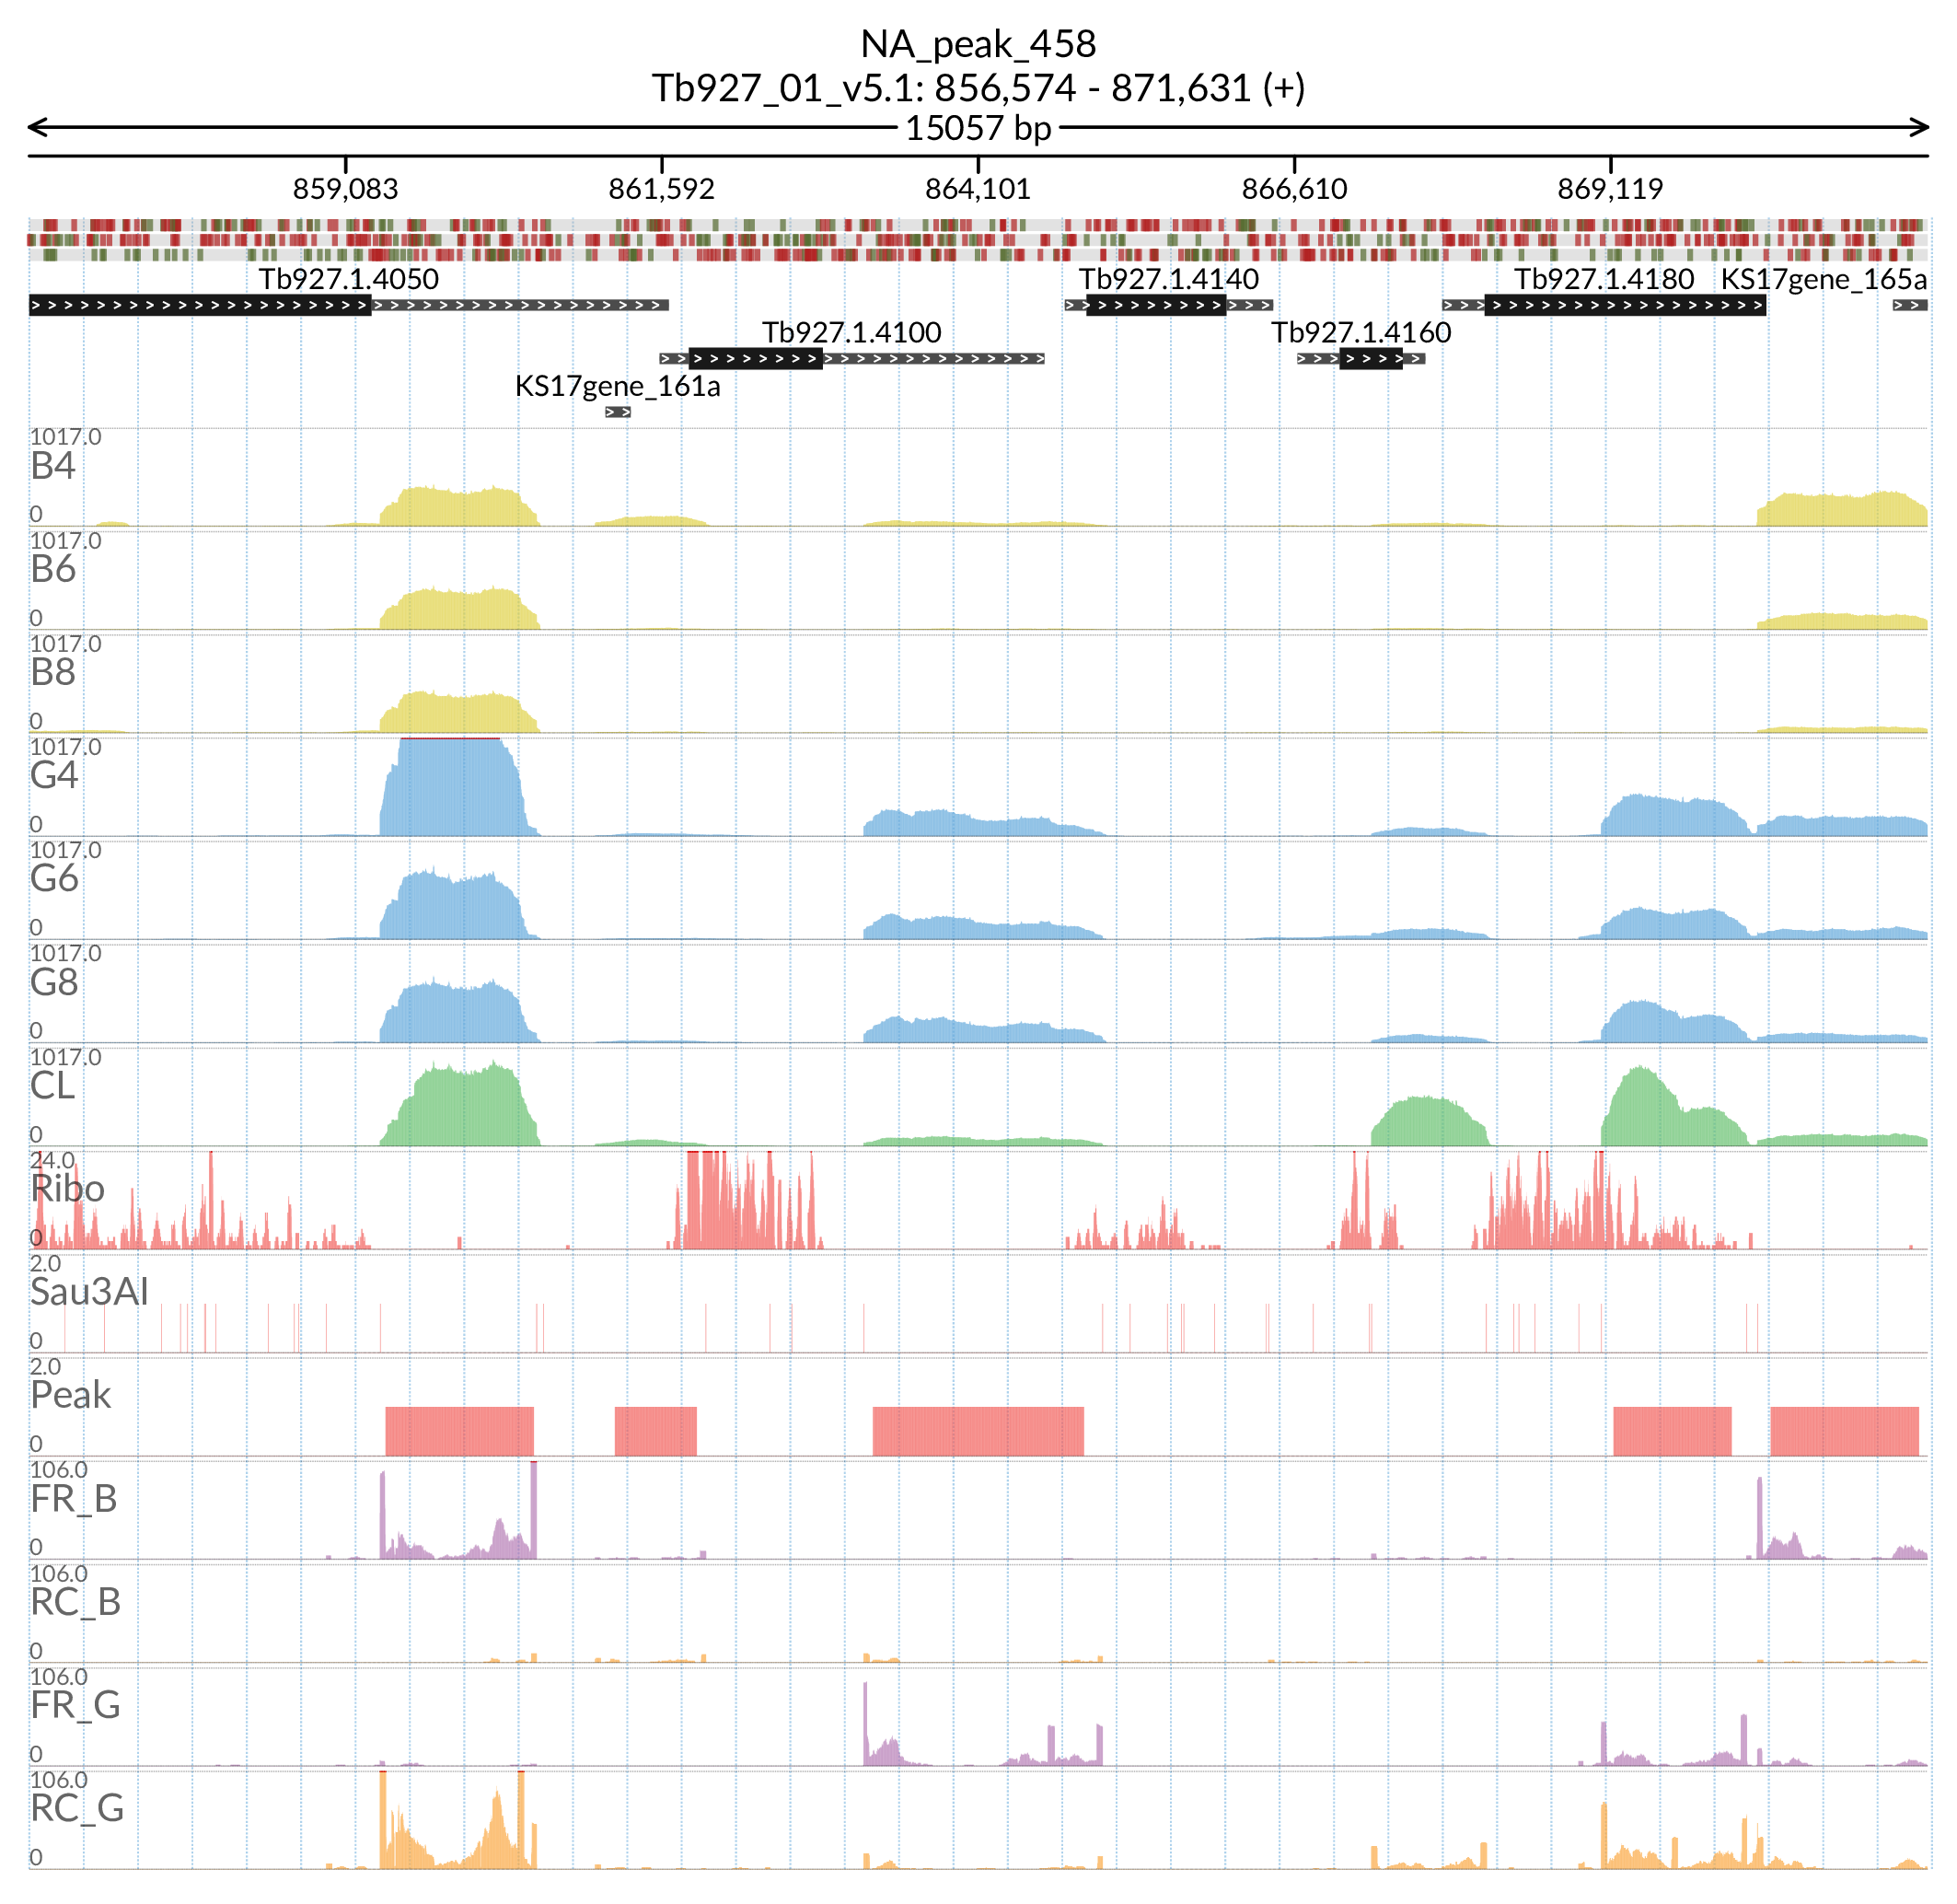 NA_peak_458
Tb927_01_v5.1: 856,574 - 871,631 (+)
15057 bp
859,083 861,592 864,101 866,610 869,119
Tb927.1.4050 Tb927.1.4140 Tb927.1.4180 KS17gene_165a
Tb927.1.4100 Tb927.1.4160
KS17gene_161a
1017.0
B4
0
1017.0
B6
0
1017.0
B8
0
1017.0
G4
0
1017.0
G6
0
1017.0
G8
0
1017.0
CL
0
24.0
Ribo
0
2.0
Sau3AI
0
2.0
Peak
0
106.0
FR_B
0
106.0
RC_B
0
106.0
FR_G
0
106.0
RC_G
0